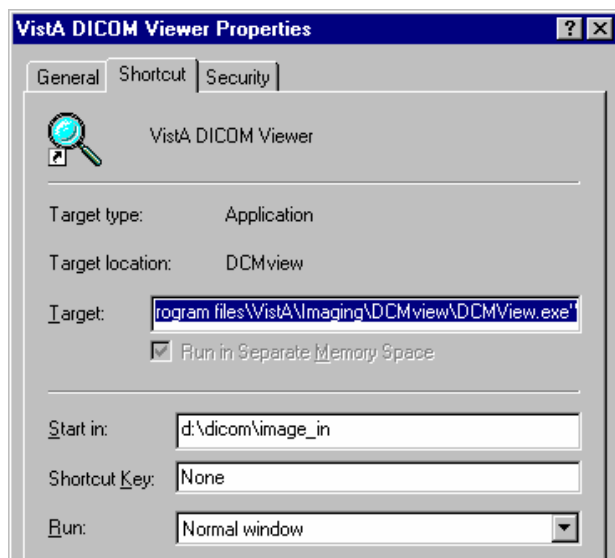 VistA DICOM Viewer Properties
General Shortcut Security
VistA DICOM Viewer
Target type: Application
Target location: DCMview
Target: rogram files\VistA\Imaging\DCMview\DCMView.exe"
Run in Separate Memory Space
Start in: d:\dicom\image_in
Shortcut Key: None
Run: Normal window